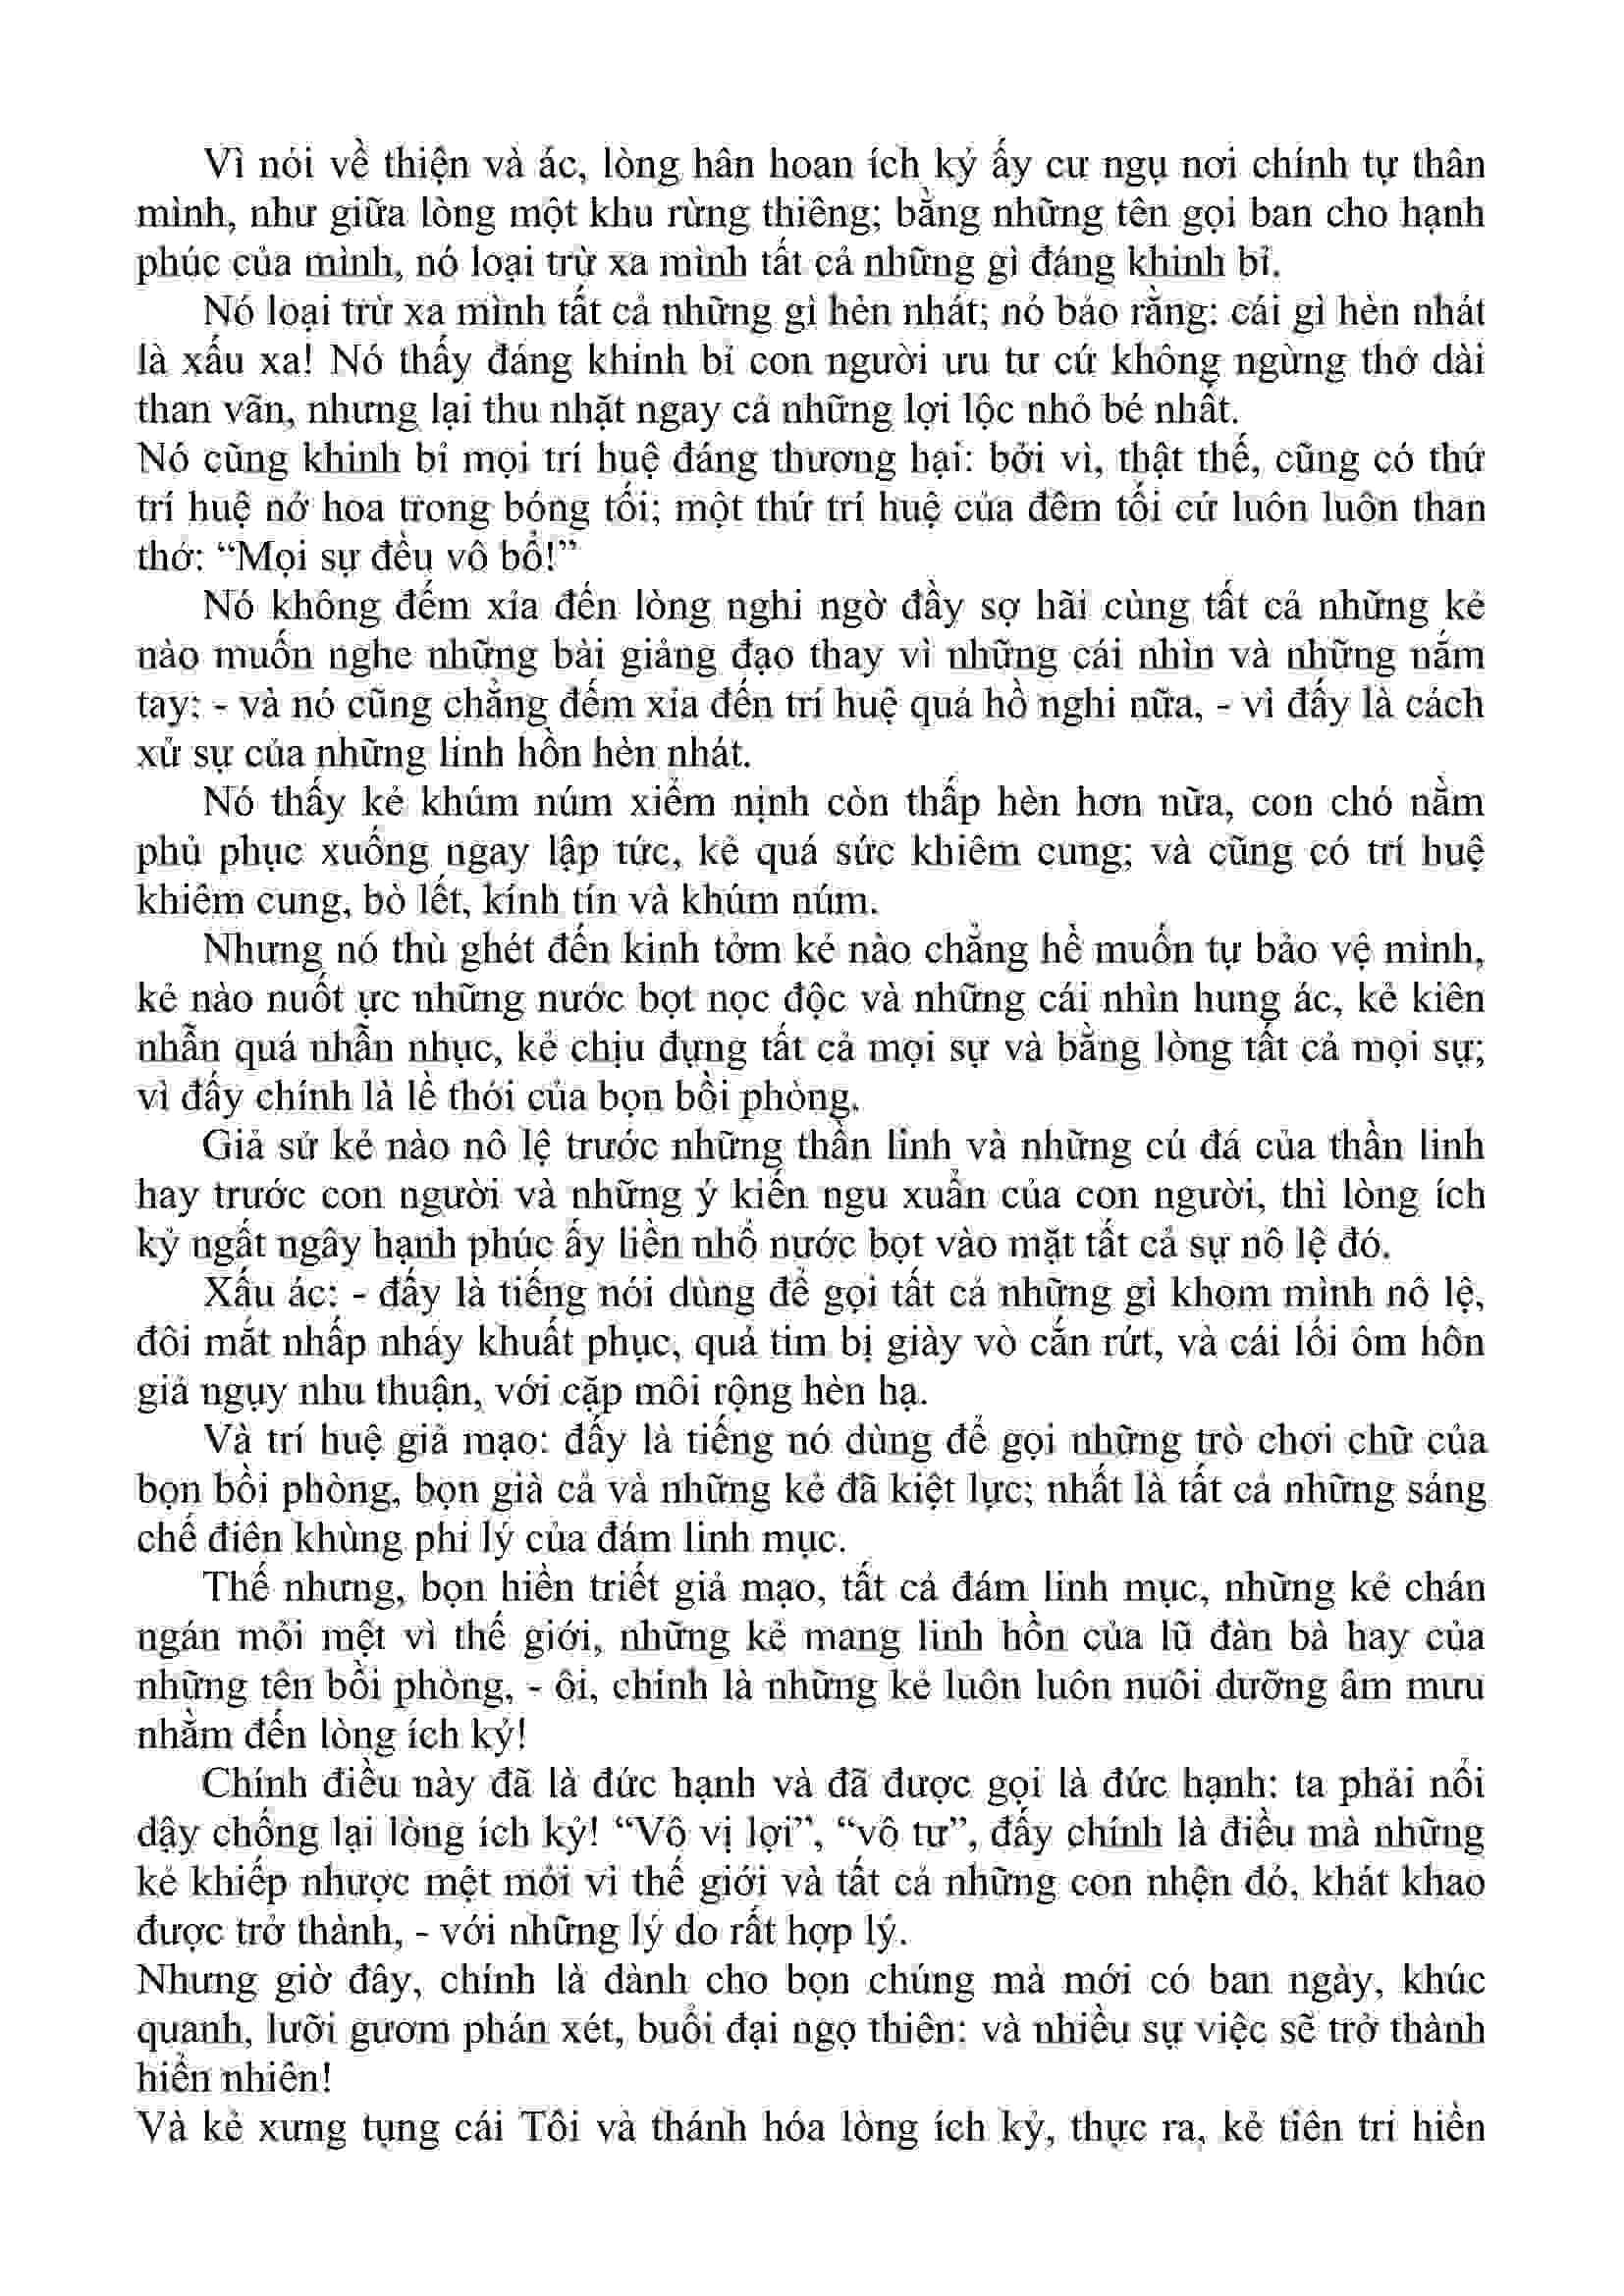 Vì nói về thiện và ác, lòng hân hoan ích kỷ ấy cư ngụ nơi chính tự thân
mình, như giữa lòng một khu rừng thiêng; bằng những tên gọi ban cho hạnh
phúc của mình, nó loại trừ xa mình tất cả những gì đáng khinh bỉ.
Nó loại trừ xa mình tất cả những gì hèn nhát; nó bảo rằng: cái gì hèn nhát
là xấu xa! Nó thấy đáng khinh bỉ con người ưu tư cứ không ngừng thở dài
than vãn, nhưng lại thu nhặt ngay cả những lợi lộc nhỏ bé nhất.
Nó cũng khinh bỉ mọi trí huệ đáng thương hại: bởi vì, thật thế, cũng có thứ
trí huệ nở hoa trong bóng tối; một thứ trí huệ của đêm tối cứ luôn luôn than
thở: “Mọi sự đều vô bổ!”
Nó không đếm xỉa đến lòng nghi ngờ đầy sợ hãi cùng tất cả những kẻ
nào muốn nghe những bài giảng đạo thay vì những cái nhìn và những nắm
tay: - và nó cũng chẳng đếm xỉa đến trí huệ quá hồ nghi nữa, - vì đấy là cách
xử sự của những linh hồn hèn nhát.
Nó thấy kẻ khúm núm xiểm nịnh còn thấp hèn hơn nữa, con chó nằm
phủ phục xuống ngay lập tức, kẻ quá sức khiêm cung; và cũng có trí huệ
khiêm cung, bò lết, kính tín và khúm núm.
Nhưng nó thù ghét đến kinh tởm kẻ nào chẳng hề muốn tự bảo vệ mình,
kẻ nào nuốt ực những nước bọt nọc độc và những cái nhìn hung ác, kẻ kiên
nhẫn quá nhẫn nhục, kẻ chịu đựng tất cả mọi sự và bằng lòng tất cả mọi sự;
vì đấy chính là lề thói của bọn bồi phòng.
Giả sử kẻ nào nô lệ trước những thần linh và những cú đá của thần linh
hay trước con người và những ý kiến ngu xuẩn của con người, thì lòng ích
kỷ ngất ngây hạnh phúc ấy liền nhổ nước bọt vào mặt tất cả sự nô lệ đó.
Xấu ác: - đấy là tiếng nói dùng để gọi tất cả những gì khom mình nô lệ,
đôi mắt nhấp nháy khuất phục, quả tim bị giày vò cắn rứt, và cái lối ôm hôn
giả ngụy nhu thuận, với cặp môi rộng hèn hạ.
Và trí huệ giả mạo: đấy là tiếng nó dùng để gọi những trò chơi chữ của
bọn bồi phòng, bọn già cả và những kẻ đã kiệt lực; nhất là tất cả những sáng
chế điên khùng phi lý của đám linh mục.
Thế nhưng, bọn hiền triết giả mạo, tất cả đám linh mục, những kẻ chán
ngán mỏi mệt vì thế giới, những kẻ mang linh hồn của lũ đàn bà hay của
những tên bồi phòng, - ôi, chính là những kẻ luôn luôn nuôi dưỡng âm mưu
nhằm đến lòng ích kỷ!
Chính điều này đã là đức hạnh và đã được gọi là đức hạnh: ta phải nổi
dậy chống lại lòng ích kỷ! “Vô vị lợi”, “vô tư”, đấy chính là điều mà những
kẻ khiếp nhược mệt mỏi vì thế giới và tất cả những con nhện đó, khát khao
được trở thành, - với những lý do rất hợp lý.
Nhưng giờ đây, chính là dành cho bọn chúng mà mới có ban ngày, khúc
quanh, lưỡi gươm phán xét, buổi đại ngọ thiên: và nhiều sự việc sẽ trở thành
hiển nhiên!
Và kẻ xưng tụng cái Tôi và thánh hóa lòng ích kỷ, thực ra, kẻ tiên tri hiền